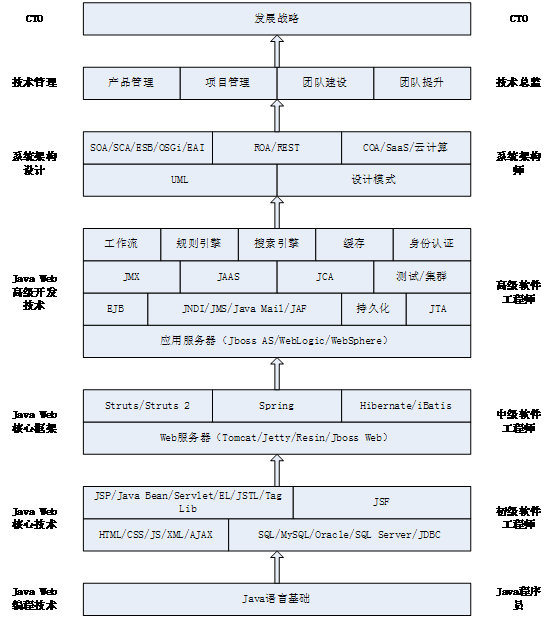 CTO
发展战略
CTO
技术管理
产品管理
项目管理
团队建设
团队提升
技术总监
系统架构
设计
SOA/SCA/ESB/OSGi/EAI
ROA/REST
COA/SaaS/云计算
UML
设计模式
系统架构
师
Java Web
高级开发
技术
工作流
规则引擎
搜索引擎
缓存
身份认证
JMX
JAAS
JCA
测试/集群
EJB
JNDI/JMS/Java Mail/JAF
持久化
JTA
应用服务器（Jboss AS/WebLogic/WebSphere）
高级软件
工程师
Java Web
核心框架
Struts/Struts 2
Spring
Hibernate/iBatis
Web服务器（Tomcat/Jetty/Resin/Jboss Web）
中级软件
工程师
Java Web
核心技术
JSP/Java Bean/Servlet/EL/JSTL/Tag
Lib
JSF
HTML/CSS/JS/XML/AJAX
SQL/MySQL/Oracle/SQL Server/JDBC
初级软件
工程师
Java Web
编程技术
Java语言基础
Java程序
员